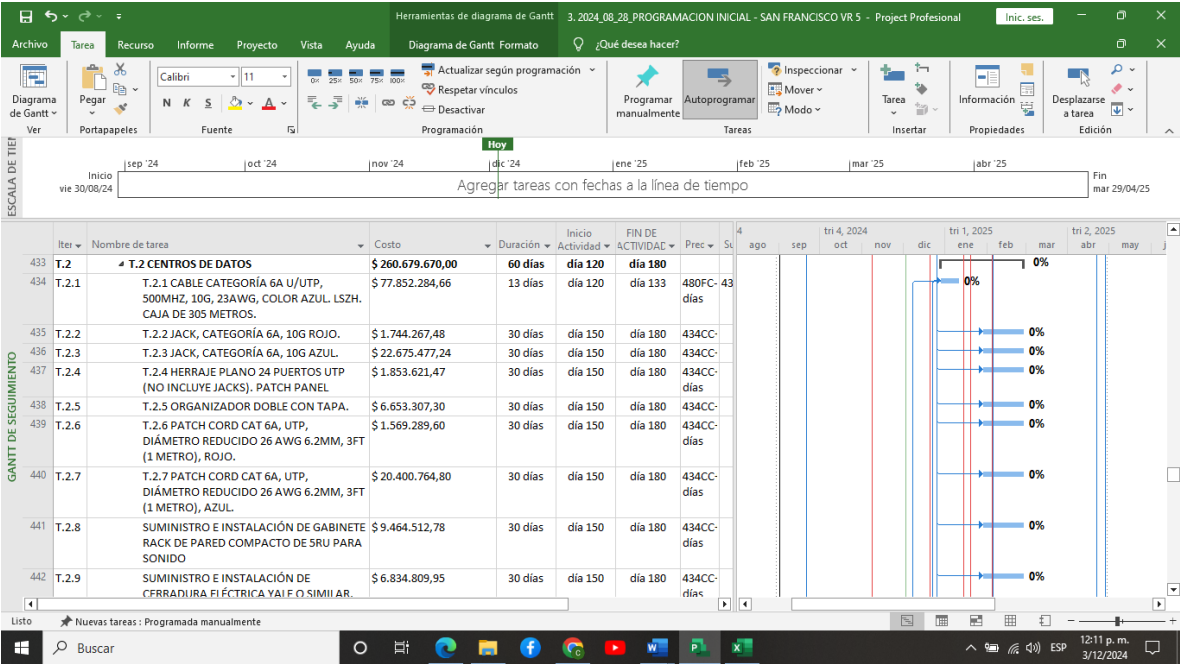 Herramientas de diagrama de Gantt 3. 2024_08_28_PROGRAMACION INICIAL - SAN FRANCISCO VR 5 - Project Profesional Inic. ses.
Archivo Tarea Recurso Informe Proyecto Vista Ayuda Diagrama de Gantt Formato ¿Qué desea hacer?
Diagrama de Gantt
Ver
Pegar
Portapapeles
Calibri 11
N K S A
Fuente
0× 25× 50× 75× 100×
Actualizar según programación
Respetar vínculos
Desactivar
Programación
Programar manualmente
Autoprogramar
Inspeccionar
Mover
Modo
Tareas
Tarea
Insertar
Información
Propiedades
Desplazarse a tarea
Edición
ESCALA DE TIEM
Hoy
sep '24 oct '24 nov '24 dic '24 ene '25 feb '25 mar '25 abr '25
Inicio
vie 30/08/24
Agregar tareas con fechas a la línea de tiempo
Fin
mar 29/04/25
GANTT DE SEGUIMIENTO
Iter Nombre de tarea Costo Duración Inicio Actividad FIN DE ACTIVIDAD Prec Su
4 tri 4, 2024 tri 1, 2025 tri 2, 2025
ago sep oct nov dic ene feb mar abr may j
433 T.2 T.2 CENTROS DE DATOS $ 260.679.670,00 60 días día 120 día 180 0%
434 T.2.1 T.2.1 CABLE CATEGORÍA 6A U/UTP, $ 77.852.284,66 13 días día 120 día 133 480FC- 43 0%
500MHZ, 10G, 23AWG, COLOR AZUL. LSZH. días
CAJA DE 305 METROS.
435 T.2.2 T.2.2 JACK, CATEGORÍA 6A, 10G ROJO. $ 1.744.267,48 30 días día 150 día 180 434CC- 0%
436 T.2.3 T.2.3 JACK, CATEGORÍA 6A, 10G AZUL. $ 22.675.477,24 30 días día 150 día 180 434CC- 0%
437 T.2.4 T.2.4 HERRAJE PLANO 24 PUERTOS UTP $ 1.853.621,47 30 días día 150 día 180 434CC- 0%
(NO INCLUYE JACKS). PATCH PANEL días
438 T.2.5 T.2.5 ORGANIZADOR DOBLE CON TAPA. $ 6.653.307,30 30 días día 150 día 180 434CC- 0%
439 T.2.6 T.2.6 PATCH CORD CAT 6A, UTP, $ 1.569.289,60 30 días día 150 día 180 434CC- 0%
DIÁMETRO REDUCIDO 26 AWG 6.2MM, 3FT días
(1 METRO), ROJO.
440 T.2.7 T.2.7 PATCH CORD CAT 6A, UTP, $ 20.400.764,80 30 días día 150 día 180 434CC- 0%
DIÁMETRO REDUCIDO 26 AWG 6.2MM, 3FT días
(1 METRO), AZUL.
441 T.2.8 SUMINISTRO E INSTALACIÓN DE GABINETE $ 9.464.512,78 30 días día 150 día 180 434CC- 0%
RACK DE PARED COMPACTO DE 5RU PARA días
SONIDO
442 T.2.9 SUMINISTRO E INSTALACIÓN DE $ 6.834.809,95 30 días día 150 día 180 434CC- 0%
CERRADURA ELÉCTRICA YALE O SIMILAR. días
Listo Nuevas tareas : Programada manualmente
Buscar
ESP
12:11 p. m.
3/12/2024